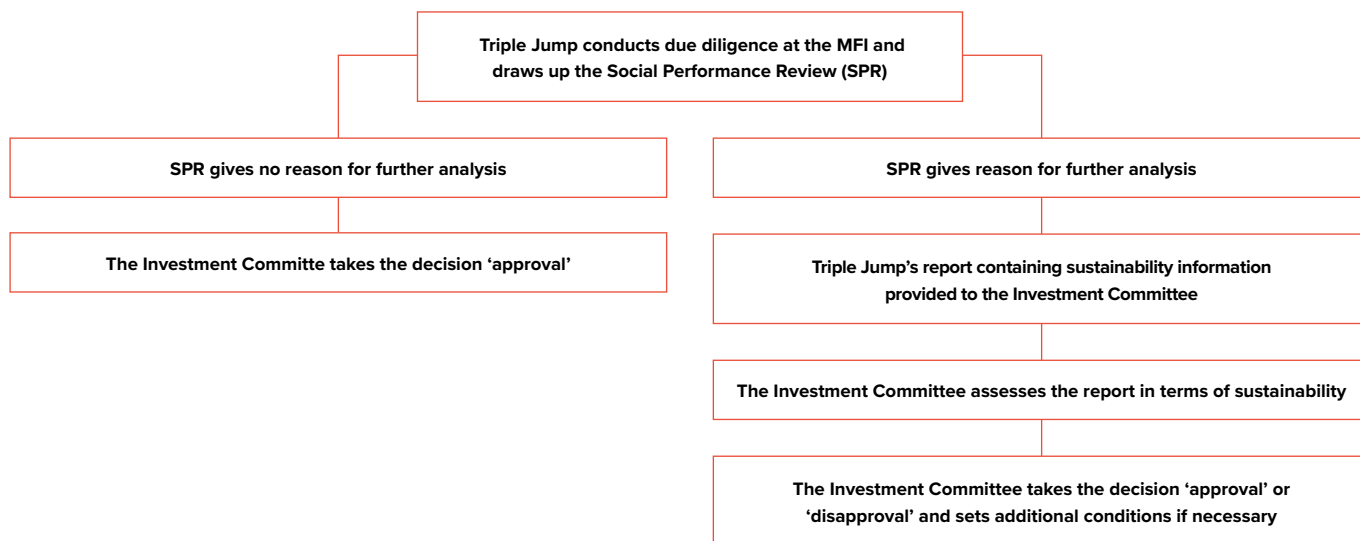 Triple Jump conducts due diligence at the MFI and
draws up the Social Performance Review (SPR)
SPR gives no reason for further analysis
The Investment Committe takes the decision ‘approval’
SPR gives reason for further analysis
Triple Jump’s report containing sustainability information
provided to the Investment Committee
The Investment Committee assesses the report in terms of sustainability
The Investment Committee takes the decision ‘approval’ or
‘disapproval’ and sets additional conditions if necessary